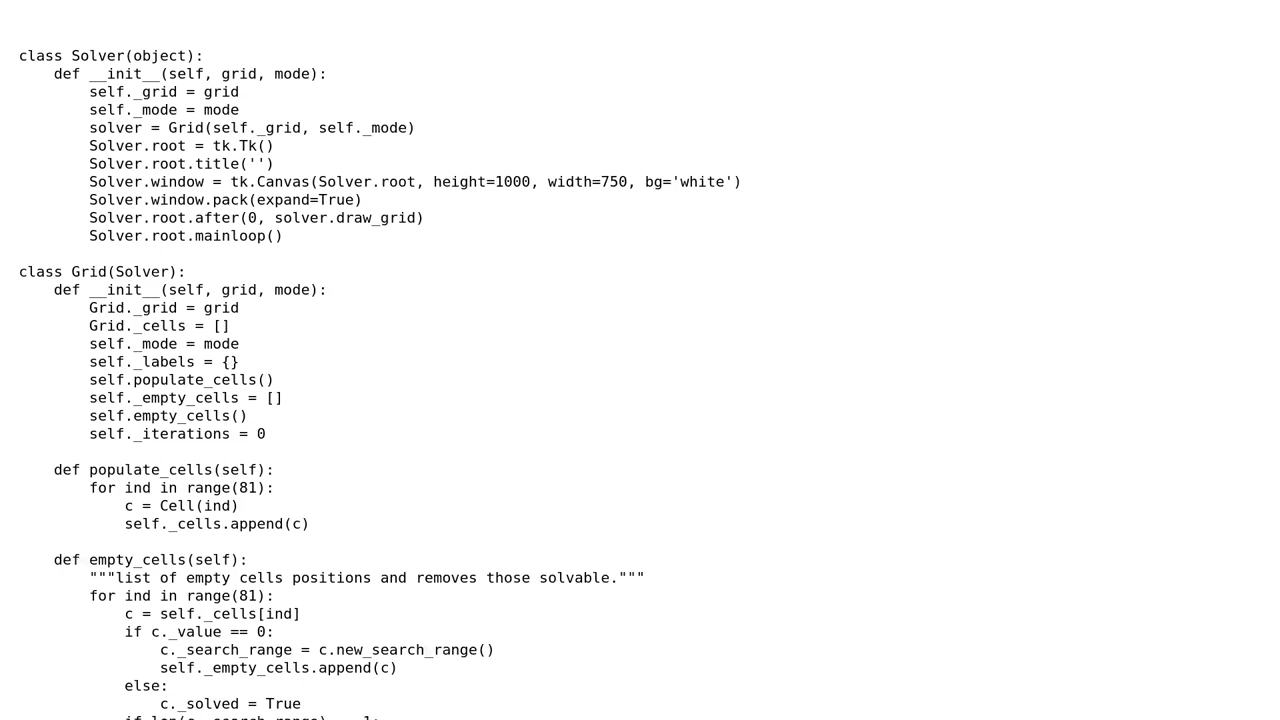 class Solver(object):
    def __init__(self, grid, mode):
        self._grid = grid
        self._mode = mode
        solver = Grid(self._grid, self._mode)
        Solver.root = tk.Tk()
        Solver.root.title('')
        Solver.window = tk.Canvas(Solver.root, height=1000, width=750, bg='white')
        Solver.window.pack(expand=True)
        Solver.root.after(0, solver.draw_grid)
        Solver.root.mainloop()

class Grid(Solver):
    def __init__(self, grid, mode):
        Grid._grid = grid
        Grid._cells = []
        self._mode = mode
        self._labels = {}
        self.populate_cells()
        self._empty_cells = []
        self.empty_cells()
        self._iterations = 0

    def populate_cells(self):
        for ind in range(81):
            c = Cell(ind)
            self._cells.append(c)

    def empty_cells(self):
        """list of empty cells positions and removes those solvable."""
        for ind in range(81):
            c = self._cells[ind]
            if c._value == 0:
                c._search_range = c.new_search_range()
                self._empty_cells.append(c)
            else:
                c._solved = True